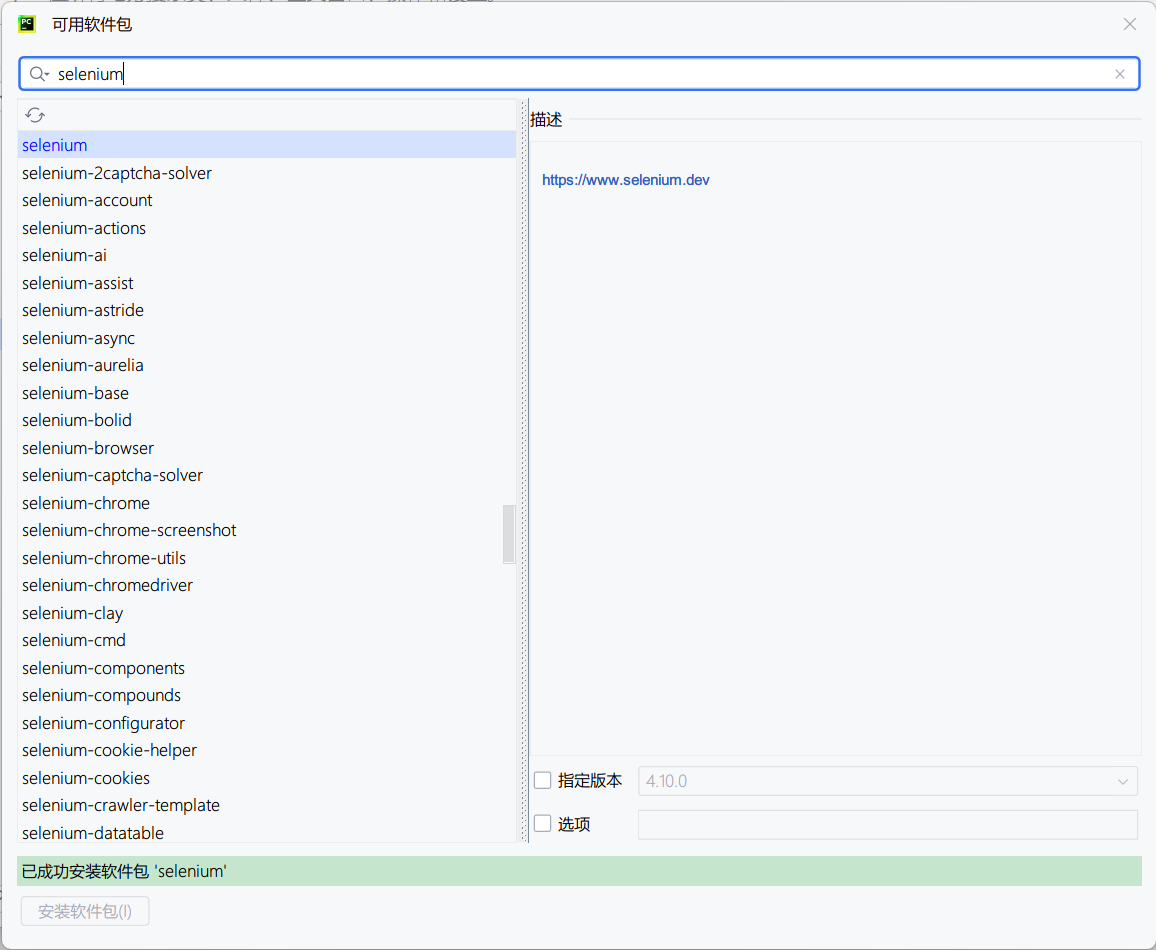 可用软件包
selenium
描述
selenium
selenium-2captcha-solver
https://www.selenium.dev
selenium-account
selenium-actions
selenium-ai
selenium-assist
selenium-astride
selenium-async
selenium-aurelia
selenium-base
selenium-bolid
selenium-browser
selenium-captcha-solver
selenium-chrome
selenium-chrome-screenshot
selenium-chrome-utils
selenium-chromedriver
selenium-clay
selenium-cmd
selenium-components
selenium-compounds
selenium-configurator
selenium-cookie-helper
selenium-cookies
selenium-crawler-template
selenium-datatable
指定版本 4.10.0
选项
已成功安装软件包 'selenium'
安装软件包(I)